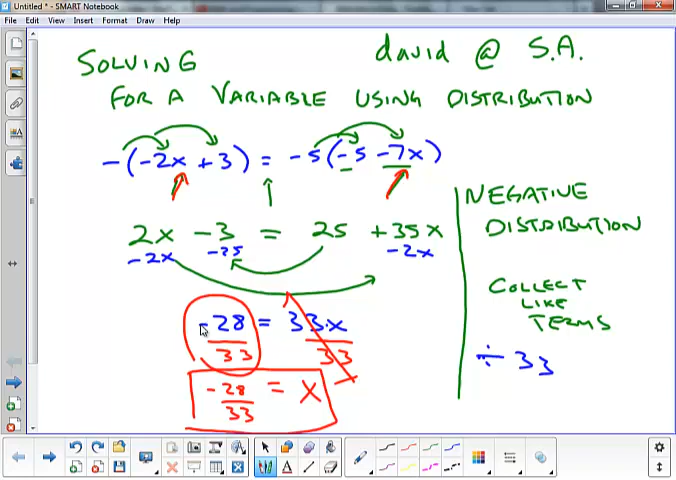 Untitled * - SMART Notebook
File Edit View Insert Format Draw Help
SOLVING
david @ S.A.
FOR A VARIABLE USING DISTRIBUTION
-(-2x +3) = -5(-5 -7x)
2x -3 = 25 +35x
-2x -25 -2x
-28 = 33x
33 33
-28 = x
33
NEGATIVE
DISTRIBUTION
COLLECT
LIKE
TERMS
÷ 33